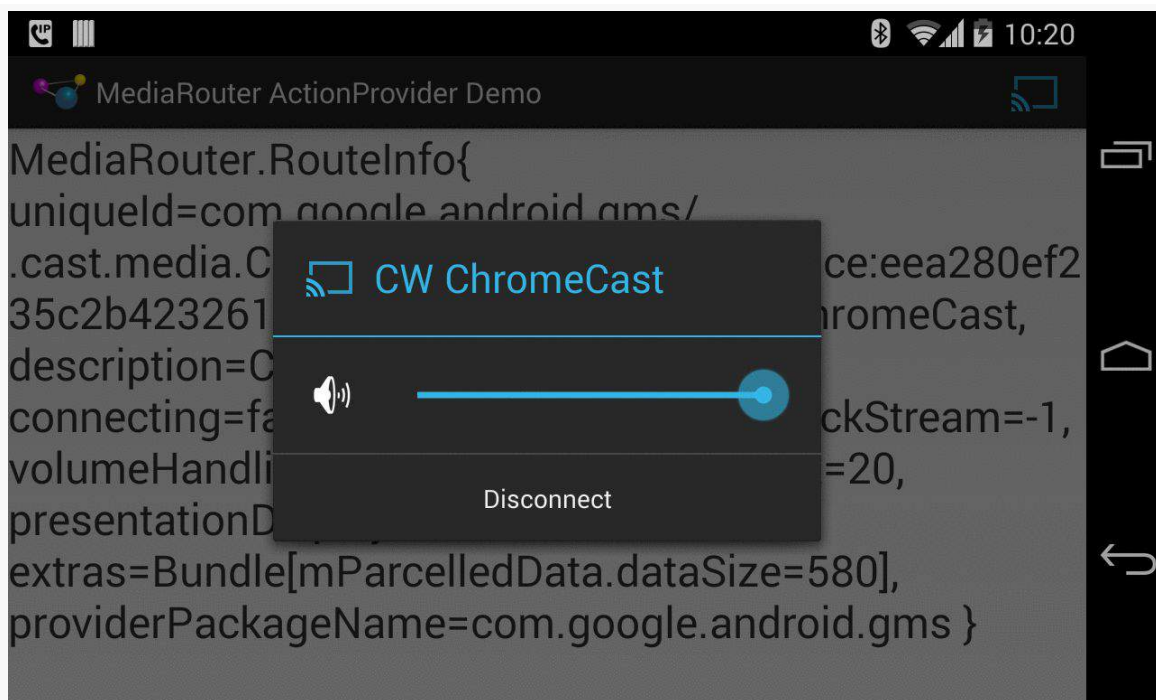 10:20
MediaRouter ActionProvider Demo
MediaRouter.RouteInfo{
uniqueId=com.google.android.gms/
.cast.media.C ce:eea280ef2
35c2b423261 romeCast,
description=C
connecting=fa ckStream=-1,
volumeHandli =20,
presentationD
extras=Bundle[mParcelledData.dataSize=580],
providerPackageName=com.google.android.gms }
CW ChromeCast
Disconnect